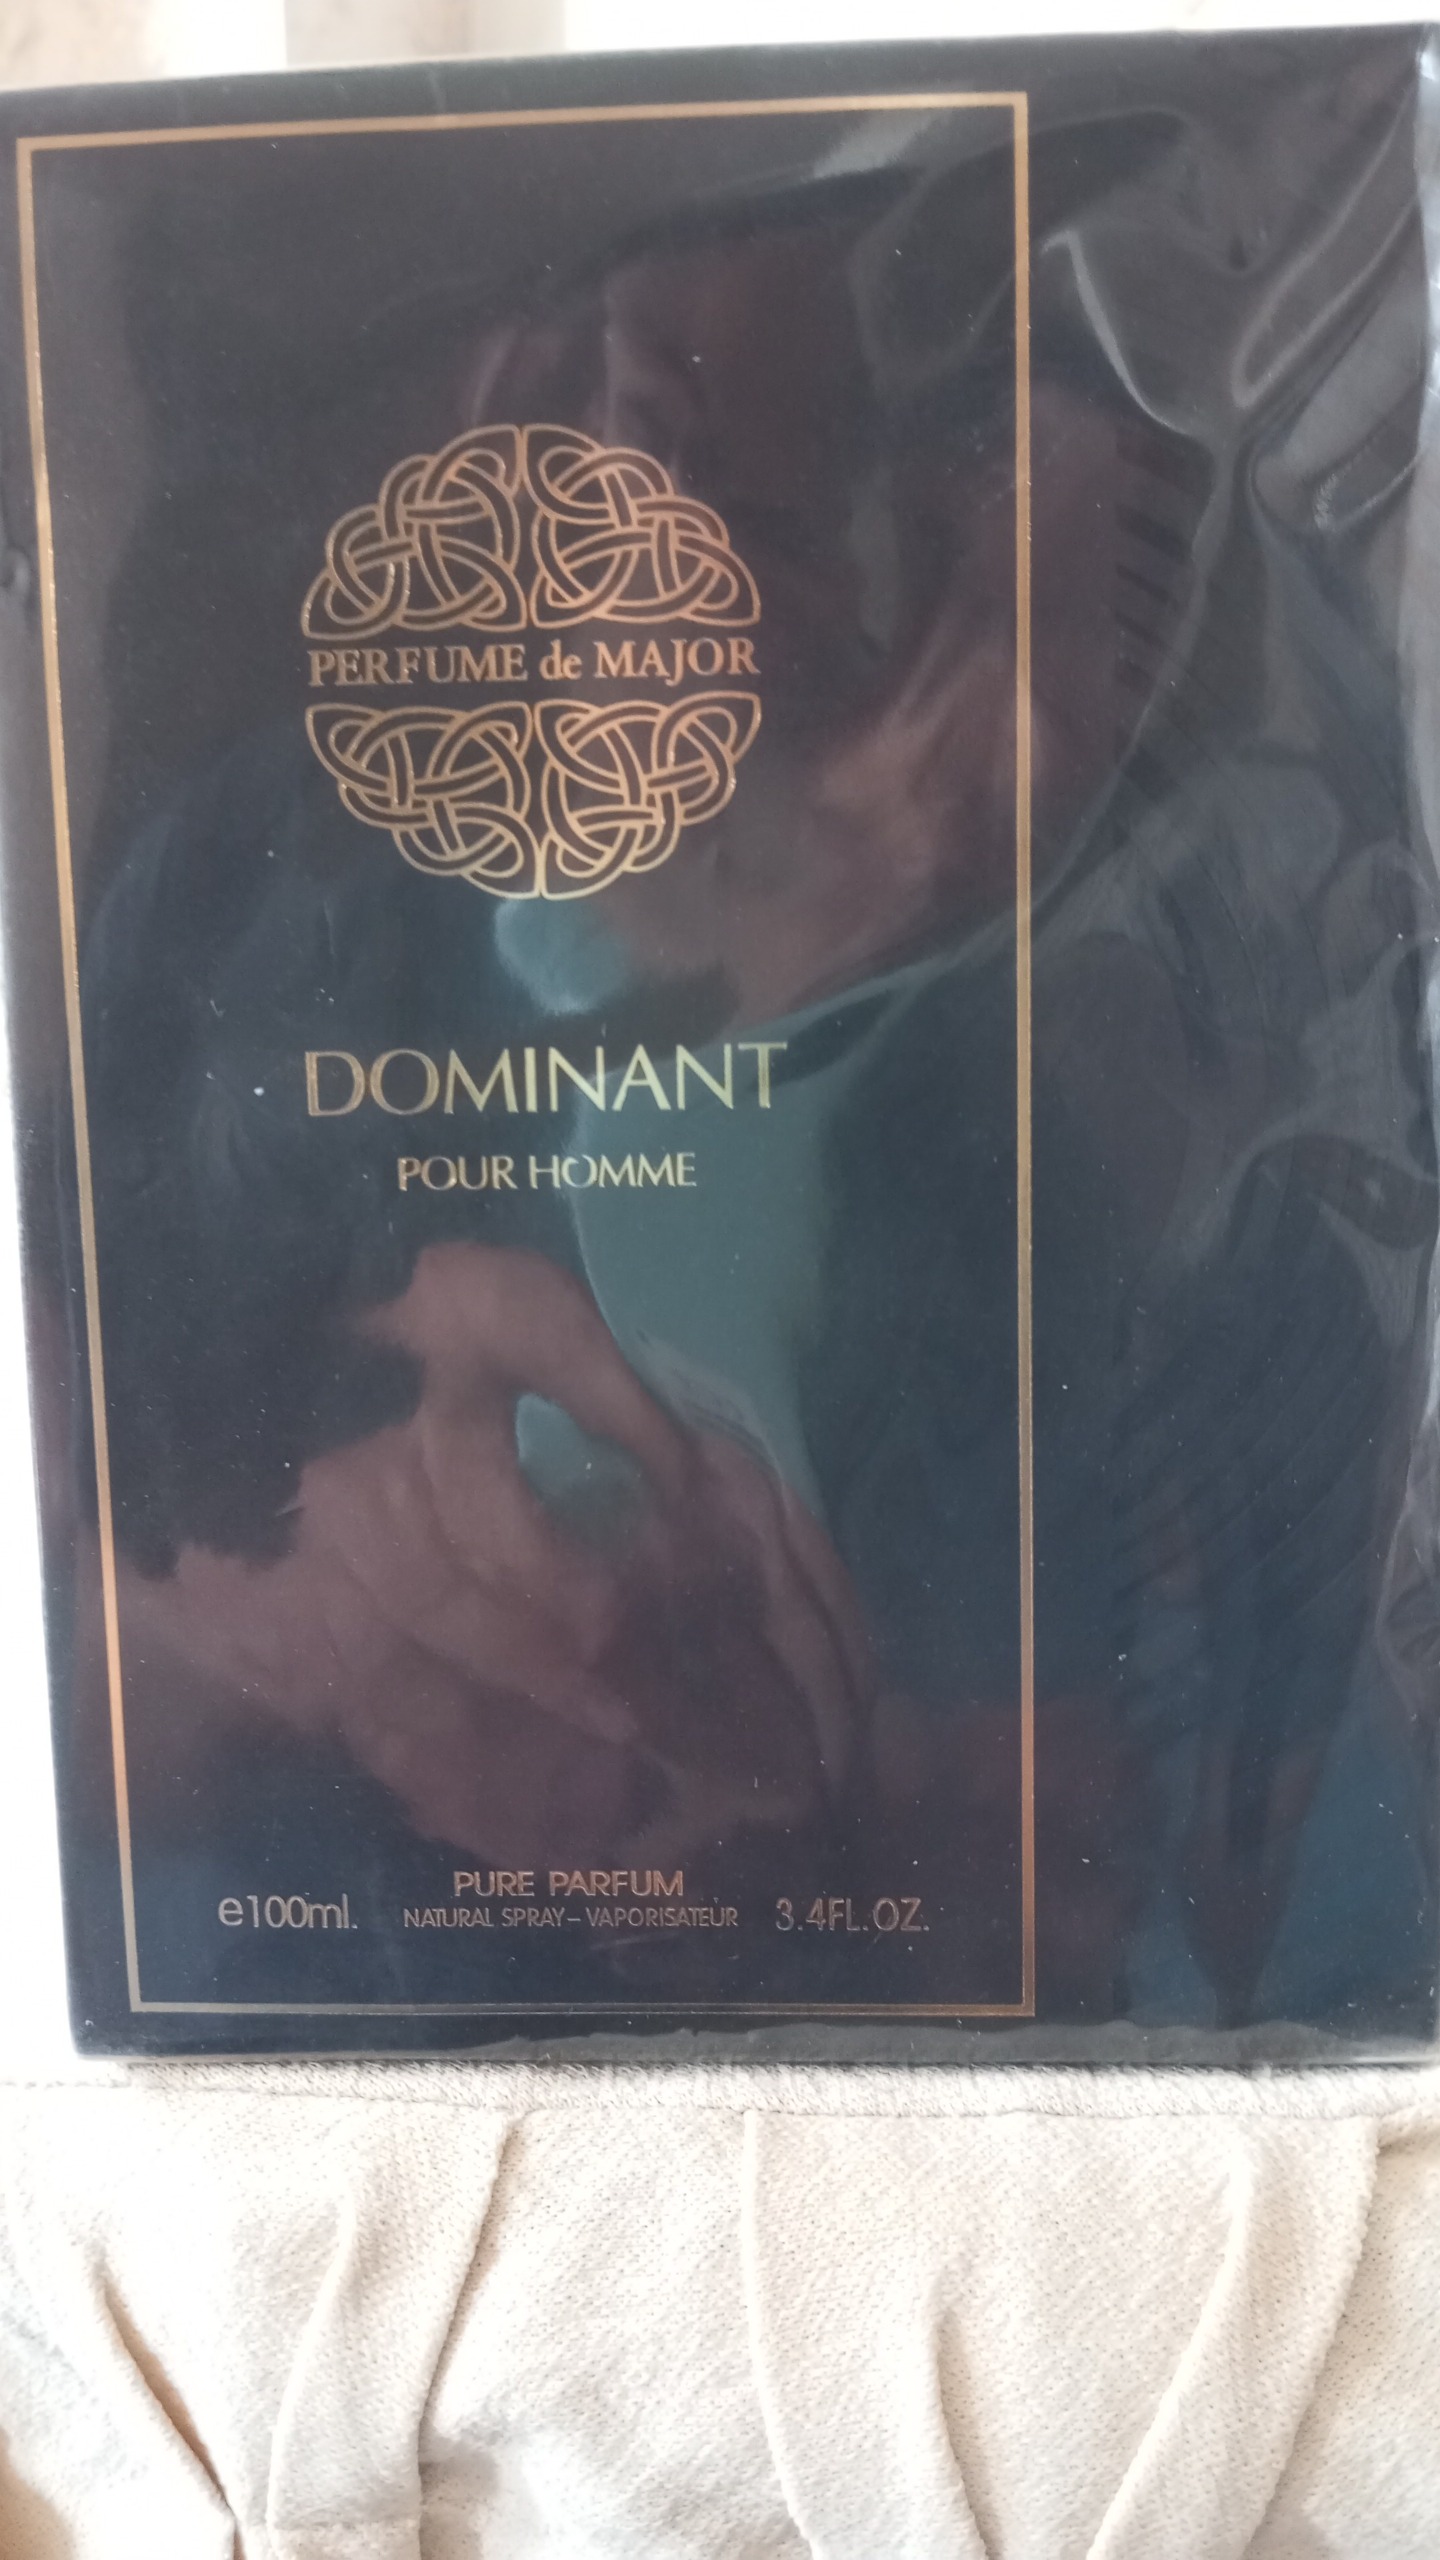 PERFUME de MAJOR
DOMINANT
POUR HOMME
PURE PARFUM
e100ml. NATURAL SPRAY-VAPORISATEUR 3.4FL.OZ.